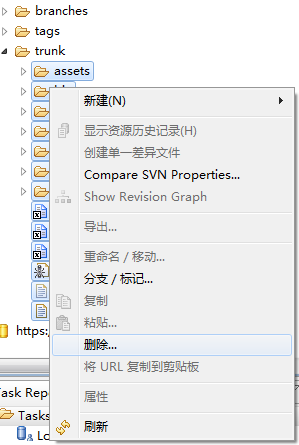 branches
tags
trunk
assets
新建(N)
显示资源历史记录(H)
创建单一差异文件
Compare SVN Properties...
Show Revision Graph
导出...
重命名 / 移动...
分支 / 标记...
复制
粘贴...
删除...
https:
将 URL 复制到剪贴板
属性
Task Repo
Tasks
刷新
Lo